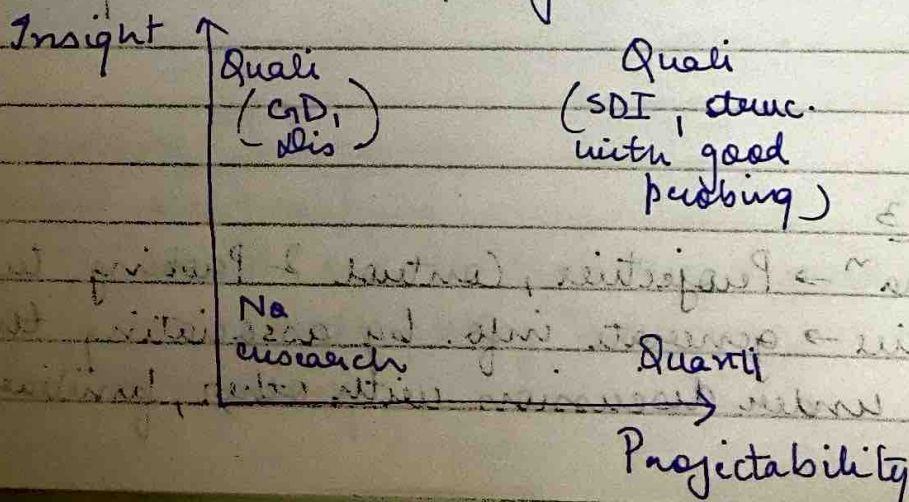 Insight
Quali
(GD,
Dis)
Quali
(SDI, struc.
with good
probing)
No
research
Quanti
Projectability